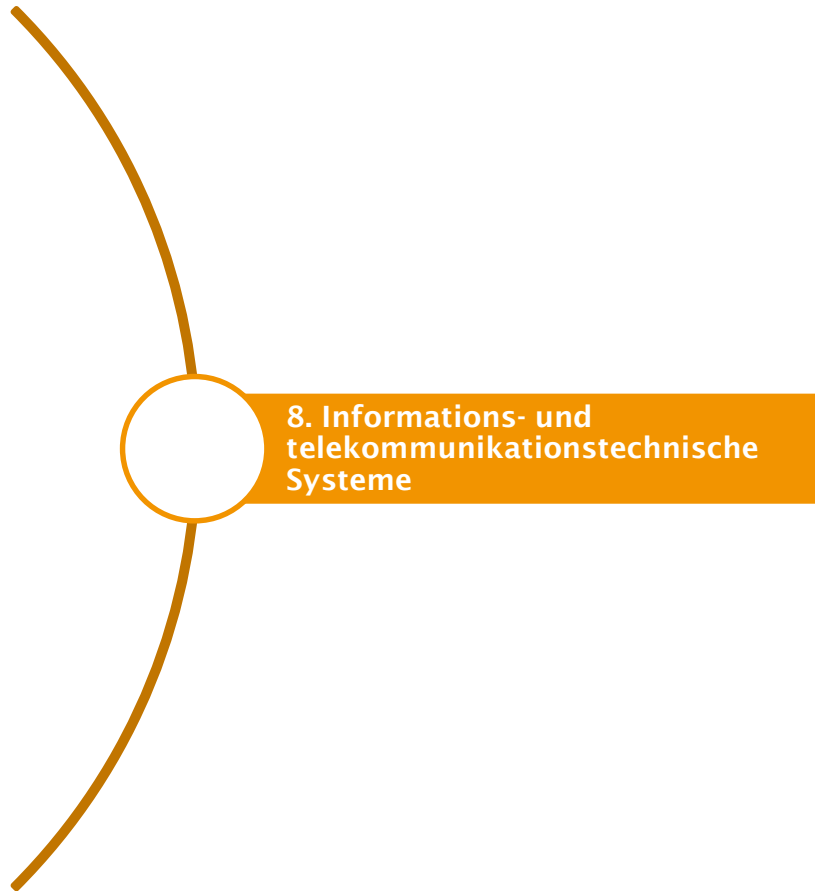 8. Informations- und
telekommunikationstechnische
Systeme